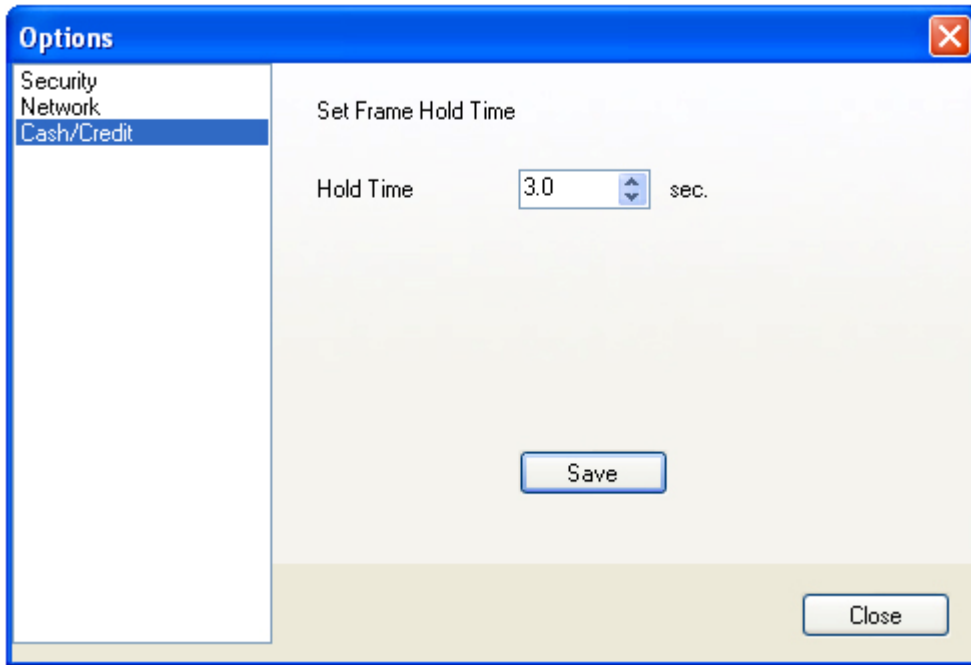 Options
Security
Network
Cash/Credit
Set Frame Hold Time
Hold Time 3.0 sec.
Save
Close